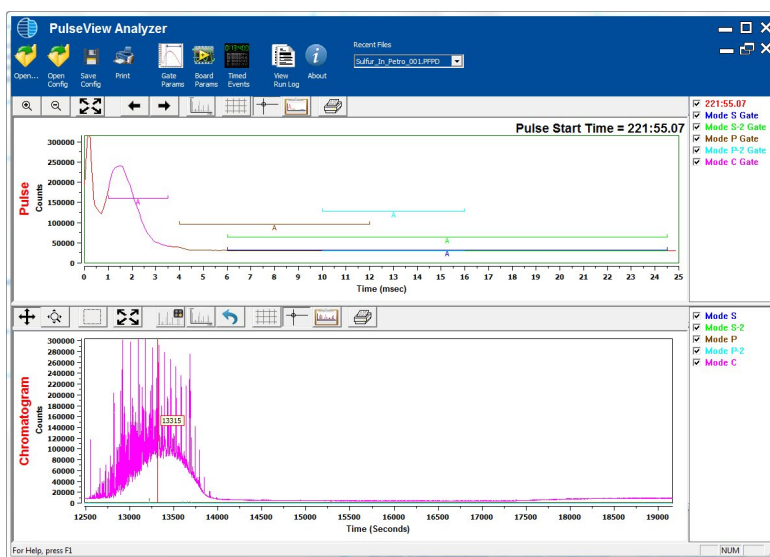 PulseView Analyzer
Open...
Open Config
Save Config
Print
Gate Params
Board Params
Timed Events
View Run Log
About
Recent Files
Sulfur_In_Petro_001.PFPD
Pulse Start Time = 221:55.07
221:55.07
Mode S Gate
Mode S-2 Gate
Mode P Gate
Mode P-2 Gate
Mode C Gate
Pulse
Counts
300000
250000
200000
150000
100000
50000
0
A
A
A
A
A
0 1 2 3 4 5 6 7 8 9 10 11 12 13 14 15 16 17 18 19 20 21 22 23 24 25
Time (msec)
Mode S
Mode S-2
Mode P
Mode P-2
Mode C
Chromatogram
Counts
300000
280000
260000
240000
220000
200000
180000
160000
140000
120000
100000
80000
60000
40000
20000
0
13315
12500 13000 13500 14000 14500 15000 15500 16000 16500 17000 17500 18000 18500 19000
Time (Seconds)
For Help, press F1
NUM